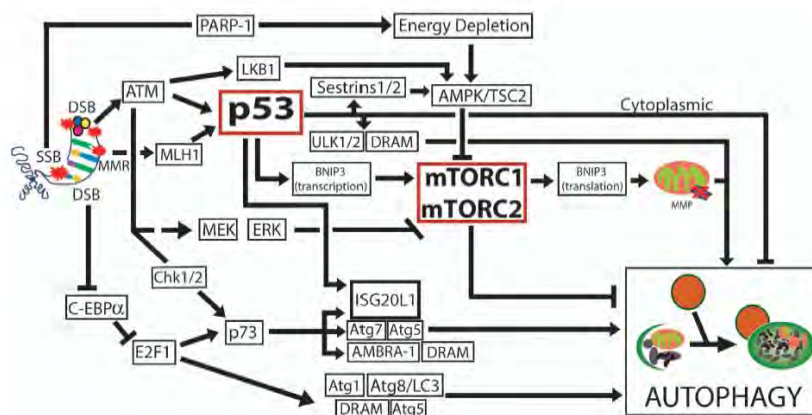 PARP-1
Energy Depletion
LKB1
ATM
Sestrins1/2
AMPK/TSC2
DSB
p53
Cytoplasmic
ULK1/2 DRAM
SSB
MMR
MLH1
BNIP3
(transcription)
mTORC1
mTORC2
BNIP3
(translation)
MMP
DSB
MEK ERK
Chk1/2
ISG20L1
C-EBPα
p73
Atg7 Atg5
E2F1
AMBRA-1 DRAM
Atg1 Atg8/LC3
DRAM Atg5
AUTOPHAGY